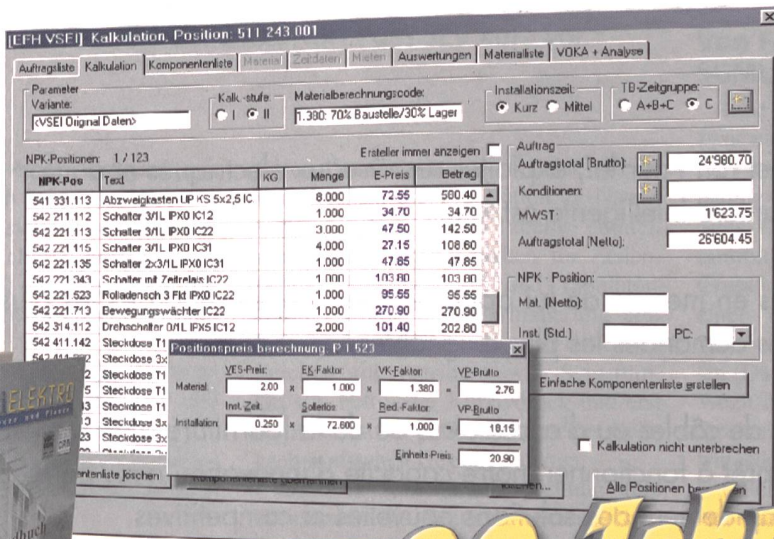 [EFH VSEI] Kalkulation, Position: 511 243 001
Auftragsliste Kalkulation Komponentenliste Material Zeitdaten Mieten Auswertungen Materialliste VOKA + Analyse
Parameter
Variante:
<VSEI Original Daten>
Kalk.-stufe
I II
Materialberechnungscode:
1.380: 70% Baustelle/30% Lager
Installationszeit:
Kurz Mittel
TB-Zeitgruppe:
A+B+C C
NPK-Positionen: 1 / 123
Ersteller immer anzeigen
NPK-Pos Text KG Menge E-Preis Betrag
541 331.113 Abzweigkasten UP KS 5x2,5 IC 8.000 72.55 580.40
542 211.112 Schalter 3/1L IPX0 IC12 1.000 34.70 34.70
542 221.113 Schalter 3/1L IPX0 IC22 3.000 47.50 142.50
542 221.115 Schalter 3/1L IPX0 IC31 4.000 27.15 108.60
542 221.135 Schalter 2x3/1L IPX0 IC31 1.000 47.85 47.85
542 221.343 Schalter mit Zeitrelais IC22 1.000 103.80 103.80
542 221.523 Rolladensch 3 Fkt IPX0 IC22 1.000 95.55 95.55
542 221.713 Bewegungswächter IC22 1.000 270.90 270.90
542 314.112 Drehschalter 0/1L IPX5 IC12 2.000 101.40 202.80
542 411.142 Steckdose T1
Steckdose 3x
Steckdose T1
Steckdose T1
Steckdose T1
Steckdose 3x
Steckdose 3x
Auftrag
Auftragstotal (Brutto): 24'980.70
Konditionen:
MWST: 1'623.75
Auftragstotal (Netto): 26'604.45
NPK - Position:
Mat. (Netto):
Inst. (Std.) PC:
Einfache Komponentenliste erstellen
Kalkulation nicht unterbrechen
Positionspreis berechnung: P 1 523
VES-Preis: EK-Faktor: VK-Faktor: VP-Brutto
Material: 2.00 x 1.000 x 1.380 = 2.76
Inst. Zeit: Sollerlös: Red.-Faktor: VP-Brutto
Installation: 0.250 x 72.600 x 1.000 = 18.15
Einheits-Preis: 20.90
Alle Positionen
ELEKTRO